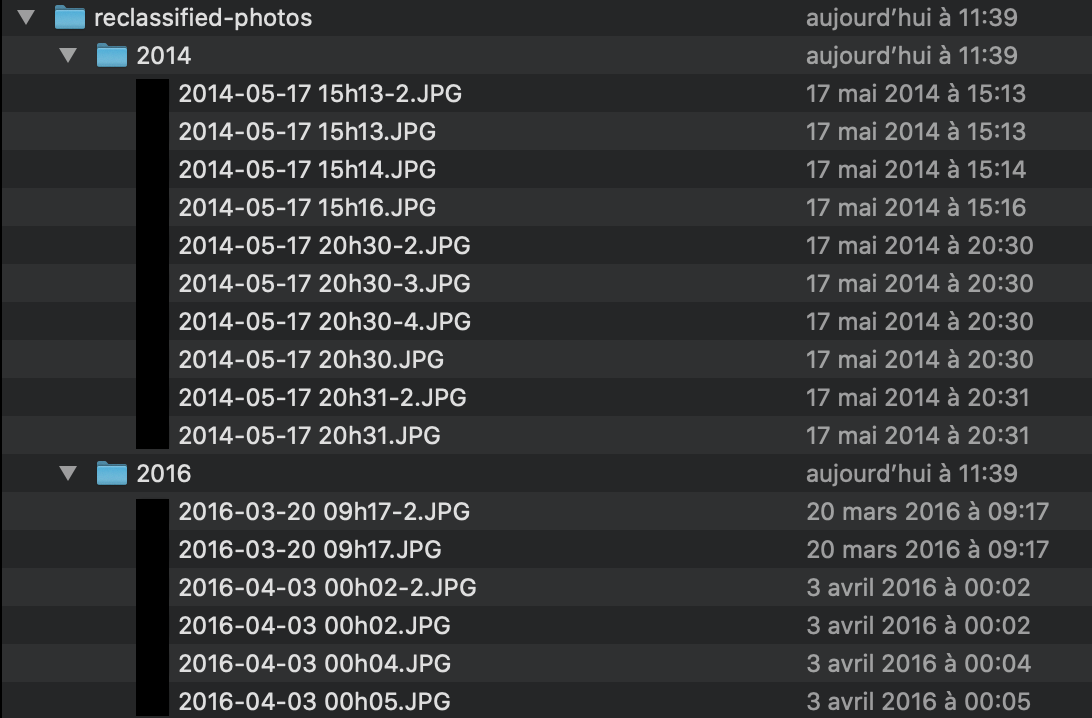 reclassified-photos aujourd’hui à 11:39
2014 aujourd’hui à 11:39
2014-05-17 15h13-2.JPG 17 mai 2014 à 15:13
2014-05-17 15h13.JPG 17 mai 2014 à 15:13
2014-05-17 15h14.JPG 17 mai 2014 à 15:14
2014-05-17 15h16.JPG 17 mai 2014 à 15:16
2014-05-17 20h30-2.JPG 17 mai 2014 à 20:30
2014-05-17 20h30-3.JPG 17 mai 2014 à 20:30
2014-05-17 20h30-4.JPG 17 mai 2014 à 20:30
2014-05-17 20h30.JPG 17 mai 2014 à 20:30
2014-05-17 20h31-2.JPG 17 mai 2014 à 20:31
2014-05-17 20h31.JPG 17 mai 2014 à 20:31
2016 aujourd’hui à 11:39
2016-03-20 09h17-2.JPG 20 mars 2016 à 09:17
2016-03-20 09h17.JPG 20 mars 2016 à 09:17
2016-04-03 00h02-2.JPG 3 avril 2016 à 00:02
2016-04-03 00h02.JPG 3 avril 2016 à 00:02
2016-04-03 00h04.JPG 3 avril 2016 à 00:04
2016-04-03 00h05.JPG 3 avril 2016 à 00:05